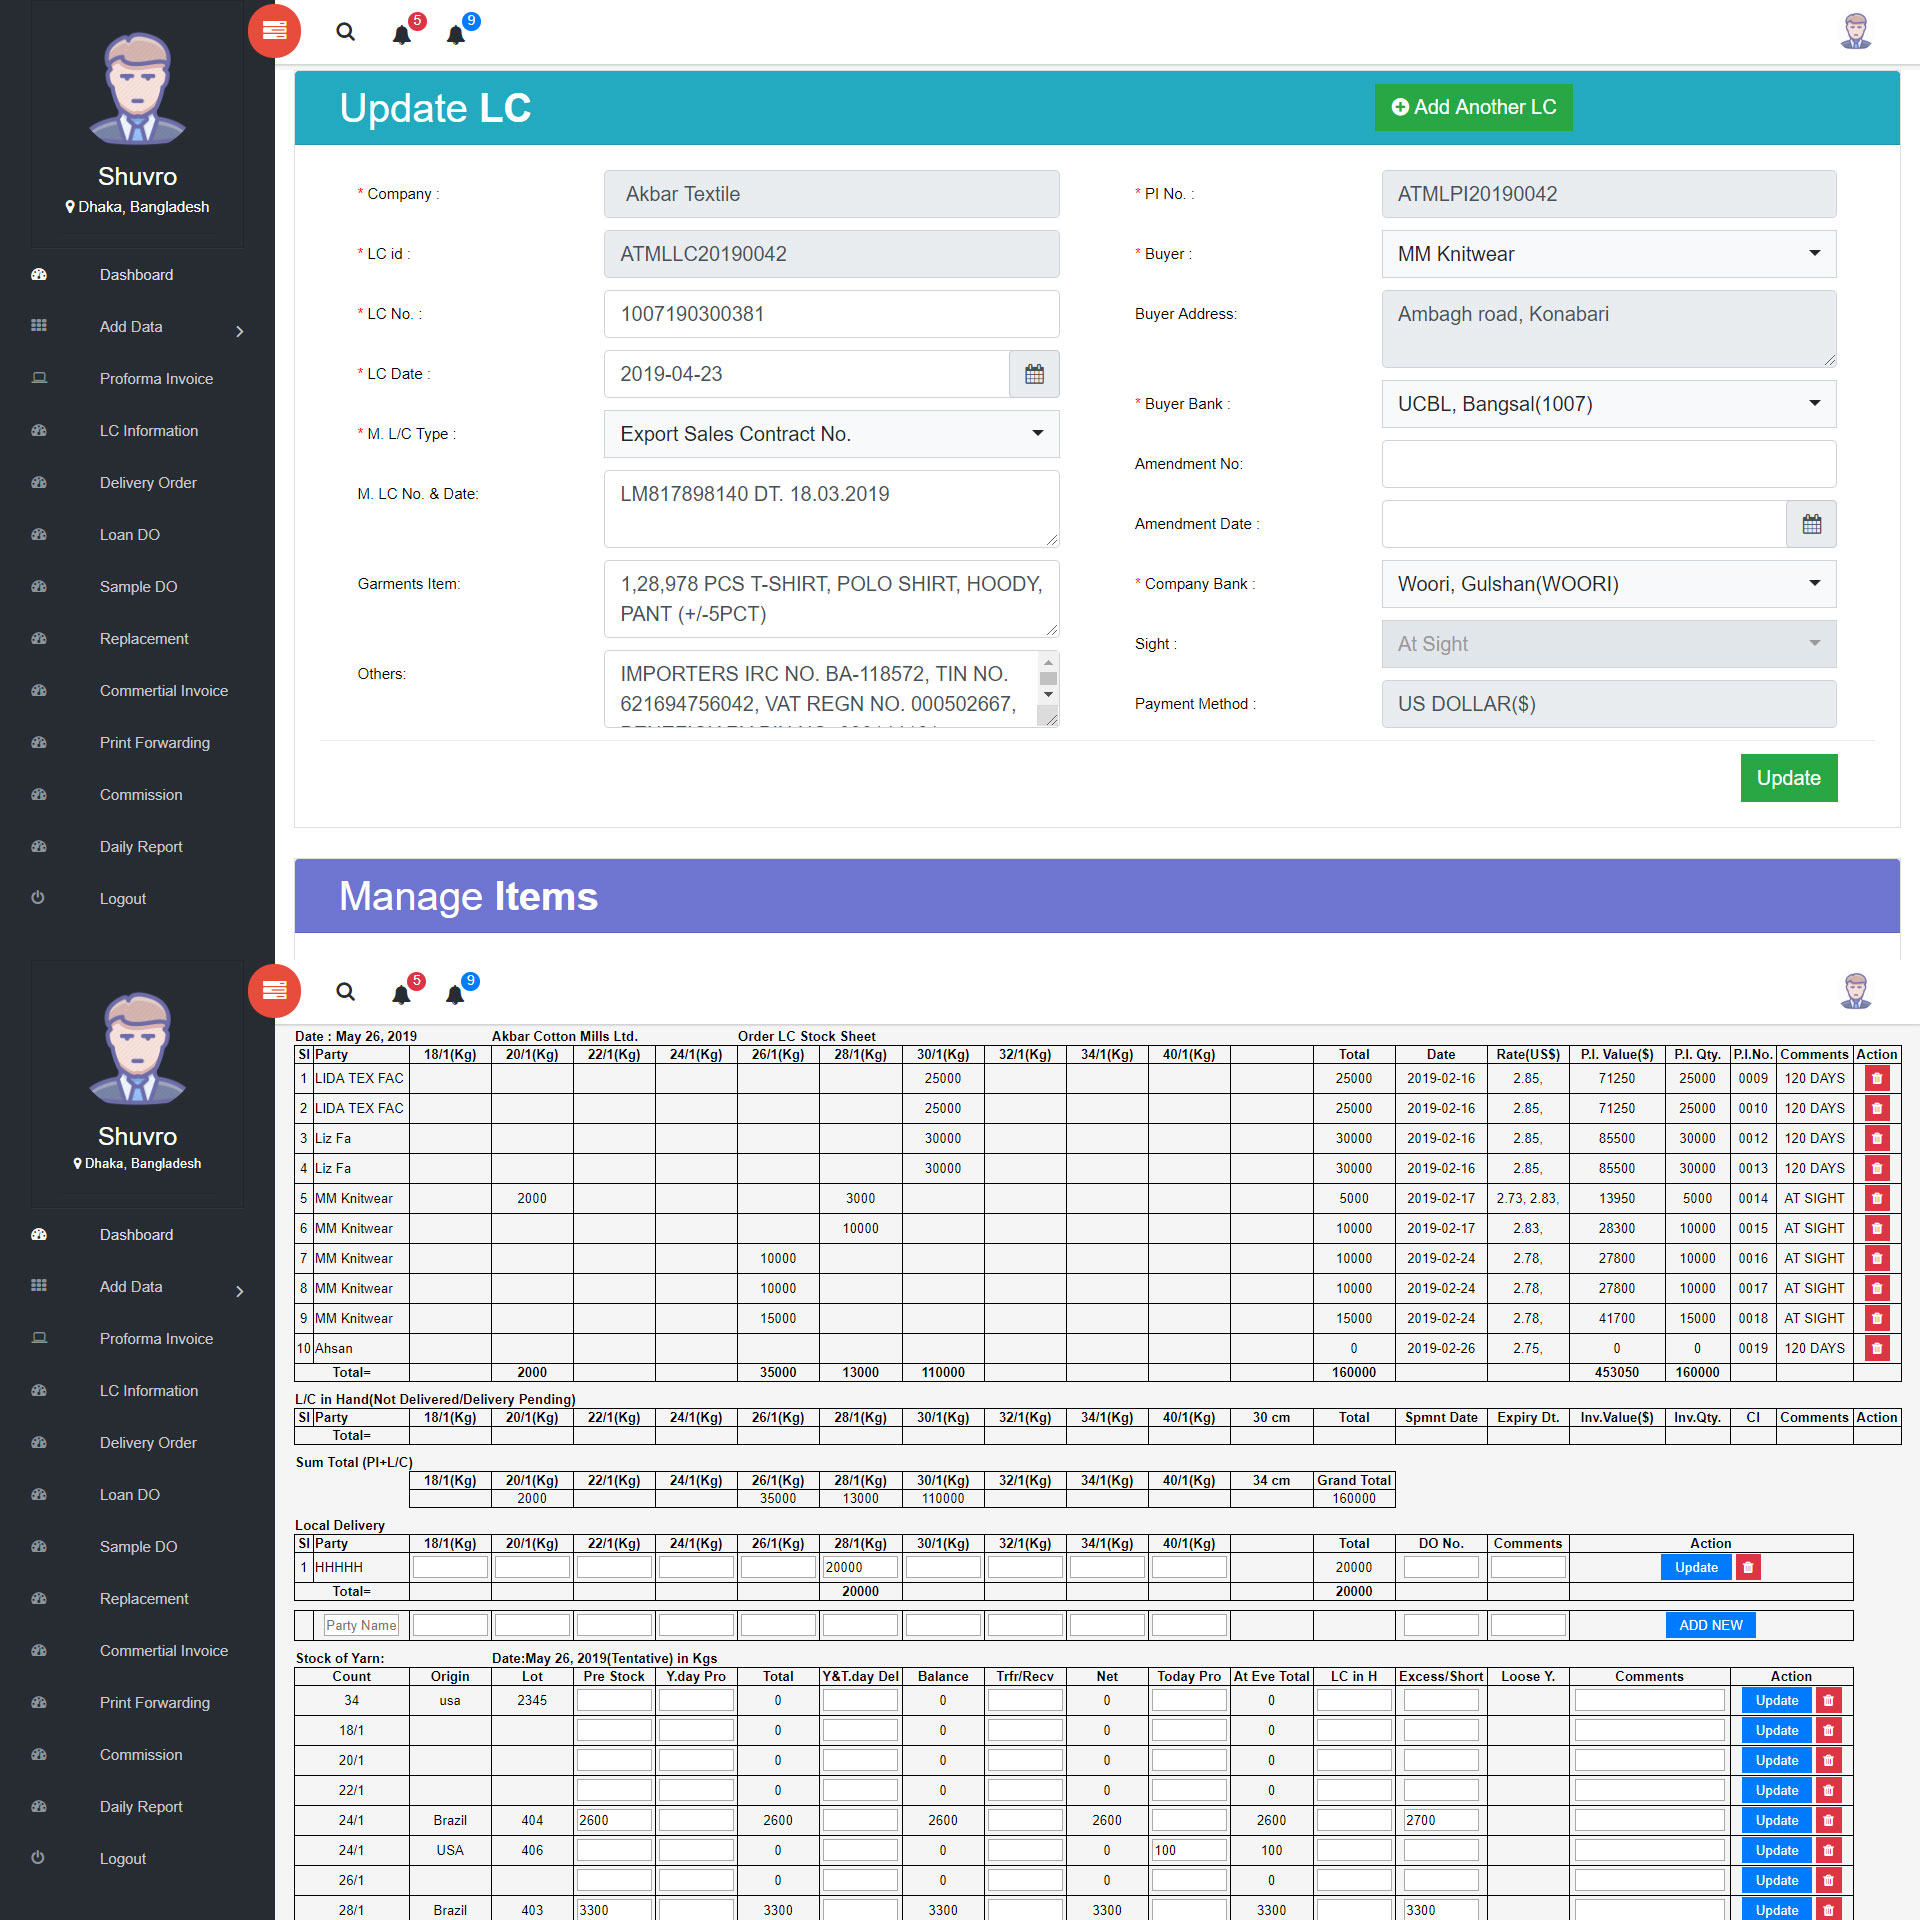 5
9
Shuvro
Dhaka, Bangladesh
Dashboard
Add Data
Proforma Invoice
LC Information
Delivery Order
Loan DO
Sample DO
Replacement
Commertial Invoice
Print Forwarding
Commission
Daily Report
Logout
Update LC
Add Another LC
* Company : Akbar Textile
* LC id : ATMLLC20190042
* LC No. : 1007190300381
* LC Date : 2019-04-23
* M. L/C Type : Export Sales Contract No.
M. LC No. & Date: LM817898140 DT. 18.03.2019
Garments Item: 1,28,978 PCS T-SHIRT, POLO SHIRT, HOODY,
PANT (+/-5PCT)
Others: IMPORTERS IRC NO. BA-118572, TIN NO.
621694756042, VAT REGN NO. 000502667,
* PI No. : ATMLPI20190042
* Buyer : MM Knitwear
Buyer Address: Ambagh road, Konabari
* Buyer Bank : UCBL, Bangsal(1007)
Amendment No:
Amendment Date :
* Company Bank : Woori, Gulshan(WOORI)
Sight : At Sight
Payment Method : US DOLLAR($)
Update
Manage Items
5
9
Shuvro
Dhaka, Bangladesh
Dashboard
Add Data
Proforma Invoice
LC Information
Delivery Order
Loan DO
Sample DO
Replacement
Commertial Invoice
Print Forwarding
Commission
Daily Report
Logout
Date : May 26, 2019 Akbar Cotton Mills Ltd. Order LC Stock Sheet
Sl Party 18/1(Kg) 20/1(Kg) 22/1(Kg) 24/1(Kg) 26/1(Kg) 28/1(Kg) 30/1(Kg) 32/1(Kg) 34/1(Kg) 40/1(Kg) Total Date Rate(US$) P.I. Value($) P.I. Qty. P.I.No. Comments Action
1 LIDA TEX FAC 25000 25000 2019-02-16 2.85, 71250 25000 0009 120 DAYS
2 LIDA TEX FAC 25000 25000 2019-02-16 2.85, 71250 25000 0010 120 DAYS
3 Liz Fa 30000 30000 2019-02-16 2.85, 85500 30000 0012 120 DAYS
4 Liz Fa 30000 30000 2019-02-16 2.85, 85500 30000 0013 120 DAYS
5 MM Knitwear 2000 3000 5000 2019-02-17 2.73, 2.83, 13950 5000 0014 AT SIGHT
6 MM Knitwear 10000 10000 2019-02-17 2.83, 28300 10000 0015 AT SIGHT
7 MM Knitwear 10000 10000 2019-02-24 2.78, 27800 10000 0016 AT SIGHT
8 MM Knitwear 10000 10000 2019-02-24 2.78, 27800 10000 0017 AT SIGHT
9 MM Knitwear 15000 15000 2019-02-24 2.78, 41700 15000 0018 AT SIGHT
10 Ahsan 0 2019-02-26 2.75, 0 0 0019 120 DAYS
Total= 2000 35000 13000 110000 160000 453050 160000
L/C in Hand(Not Delivered/Delivery Pending)
Sl Party 18/1(Kg) 20/1(Kg) 22/1(Kg) 24/1(Kg) 26/1(Kg) 28/1(Kg) 30/1(Kg) 32/1(Kg) 34/1(Kg) 40/1(Kg) 30 cm Total Spmnt Date Expiry Dt. Inv.Value($) Inv.Qty. CI Comments Action
Total=
Sum Total (PI+L/C)
18/1(Kg) 20/1(Kg) 22/1(Kg) 24/1(Kg) 26/1(Kg) 28/1(Kg) 30/1(Kg) 32/1(Kg) 34/1(Kg) 40/1(Kg) 34 cm Grand Total
2000 35000 13000 110000 160000
Local Delivery
Sl Party 18/1(Kg) 20/1(Kg) 22/1(Kg) 24/1(Kg) 26/1(Kg) 28/1(Kg) 30/1(Kg) 32/1(Kg) 34/1(Kg) 40/1(Kg) Total DO No. Comments Action
1 HHHHH 20000 20000 Update
Total= 20000 20000
Party Name ADD NEW
Stock of Yarn: Date:May 26, 2019(Tentative) in Kgs
Count Origin Lot Pre Stock Y.day Pro Total Y&T.day Del Balance Trfr/Recv Net Today Pro At Eve Total LC in H Excess/Short Loose Y. Comments Action
34 usa 2345 0 0 0 0 Update
18/1 0 0 0 0 Update
20/1 0 0 0 0 Update
22/1 0 0 0 0 Update
24/1 Brazil 404 2600 2600 2600 2600 2600 2700 Update
24/1 USA 406 0 0 0 100 100 Update
26/1 0 0 0 0 Update
28/1 Brazil 403 3300 3300 3300 3300 3300 3300 Update